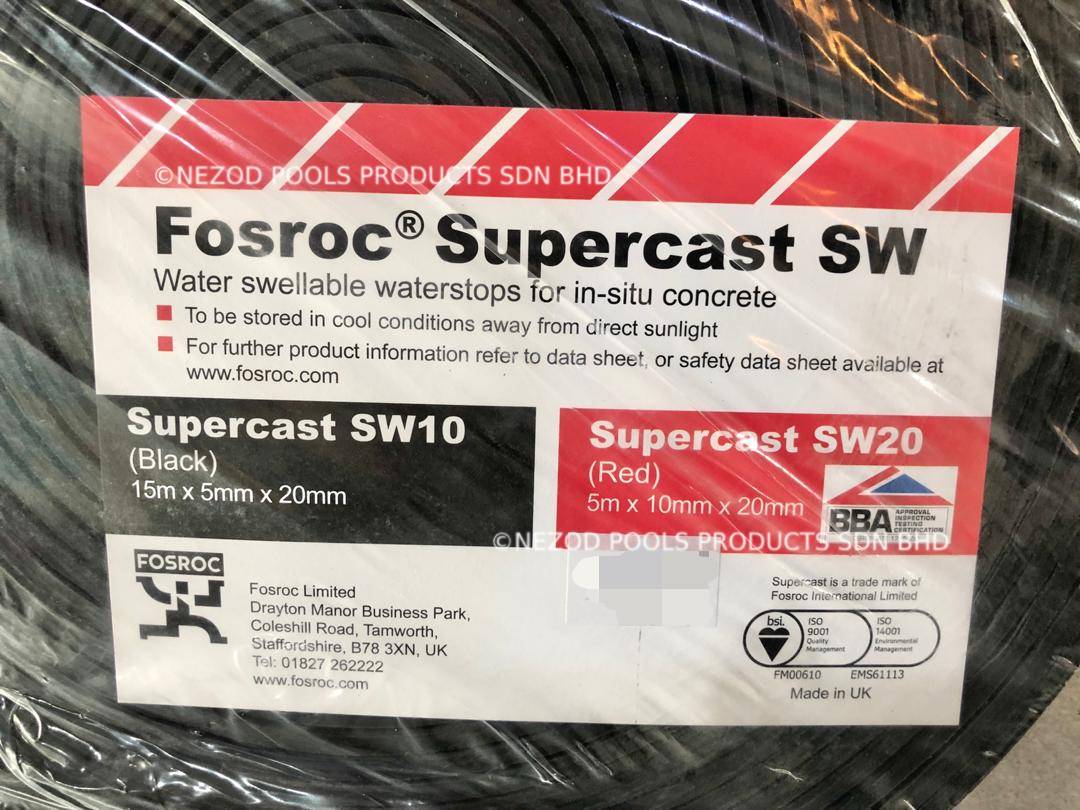 ©NEZOD POOLS PRODUCTS SDN BHD
Fosroc® Supercast SW
Water swellable waterstops for in-situ concrete
To be stored in cool conditions away from direct sunlight
For further product information refer to data sheet, or safety data sheet available at
www.fosroc.com
Supercast SW10
(Black)
15m x 5mm x 20mm
Supercast SW20
(Red)
5m x 10mm x 20mm
BBA
APPROVAL
INSPECTION
TESTING
CERTIFICATION
©NEZOD POOLS PRODUCTS SDN BHD
FOSROC
Fosroc Limited
Drayton Manor Business Park,
Coleshill Road, Tamworth,
Staffordshire, B78 3XN, UK
Tel: 01827 262222
www.fosroc.com
Supercast is a trade mark of
Fosroc International Limited
bsi.
ISO
9001
Quality
Management
ISO
14001
Environmental
Management
FM00610
EMS61113
Made in UK